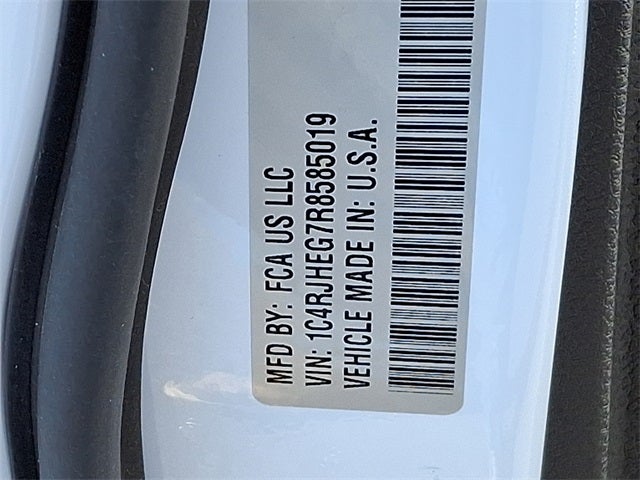 MFD BY: FCA US LLC
VIN: 1C4RJHEG7R8585019
VEHICLE MADE IN: U.S.A.